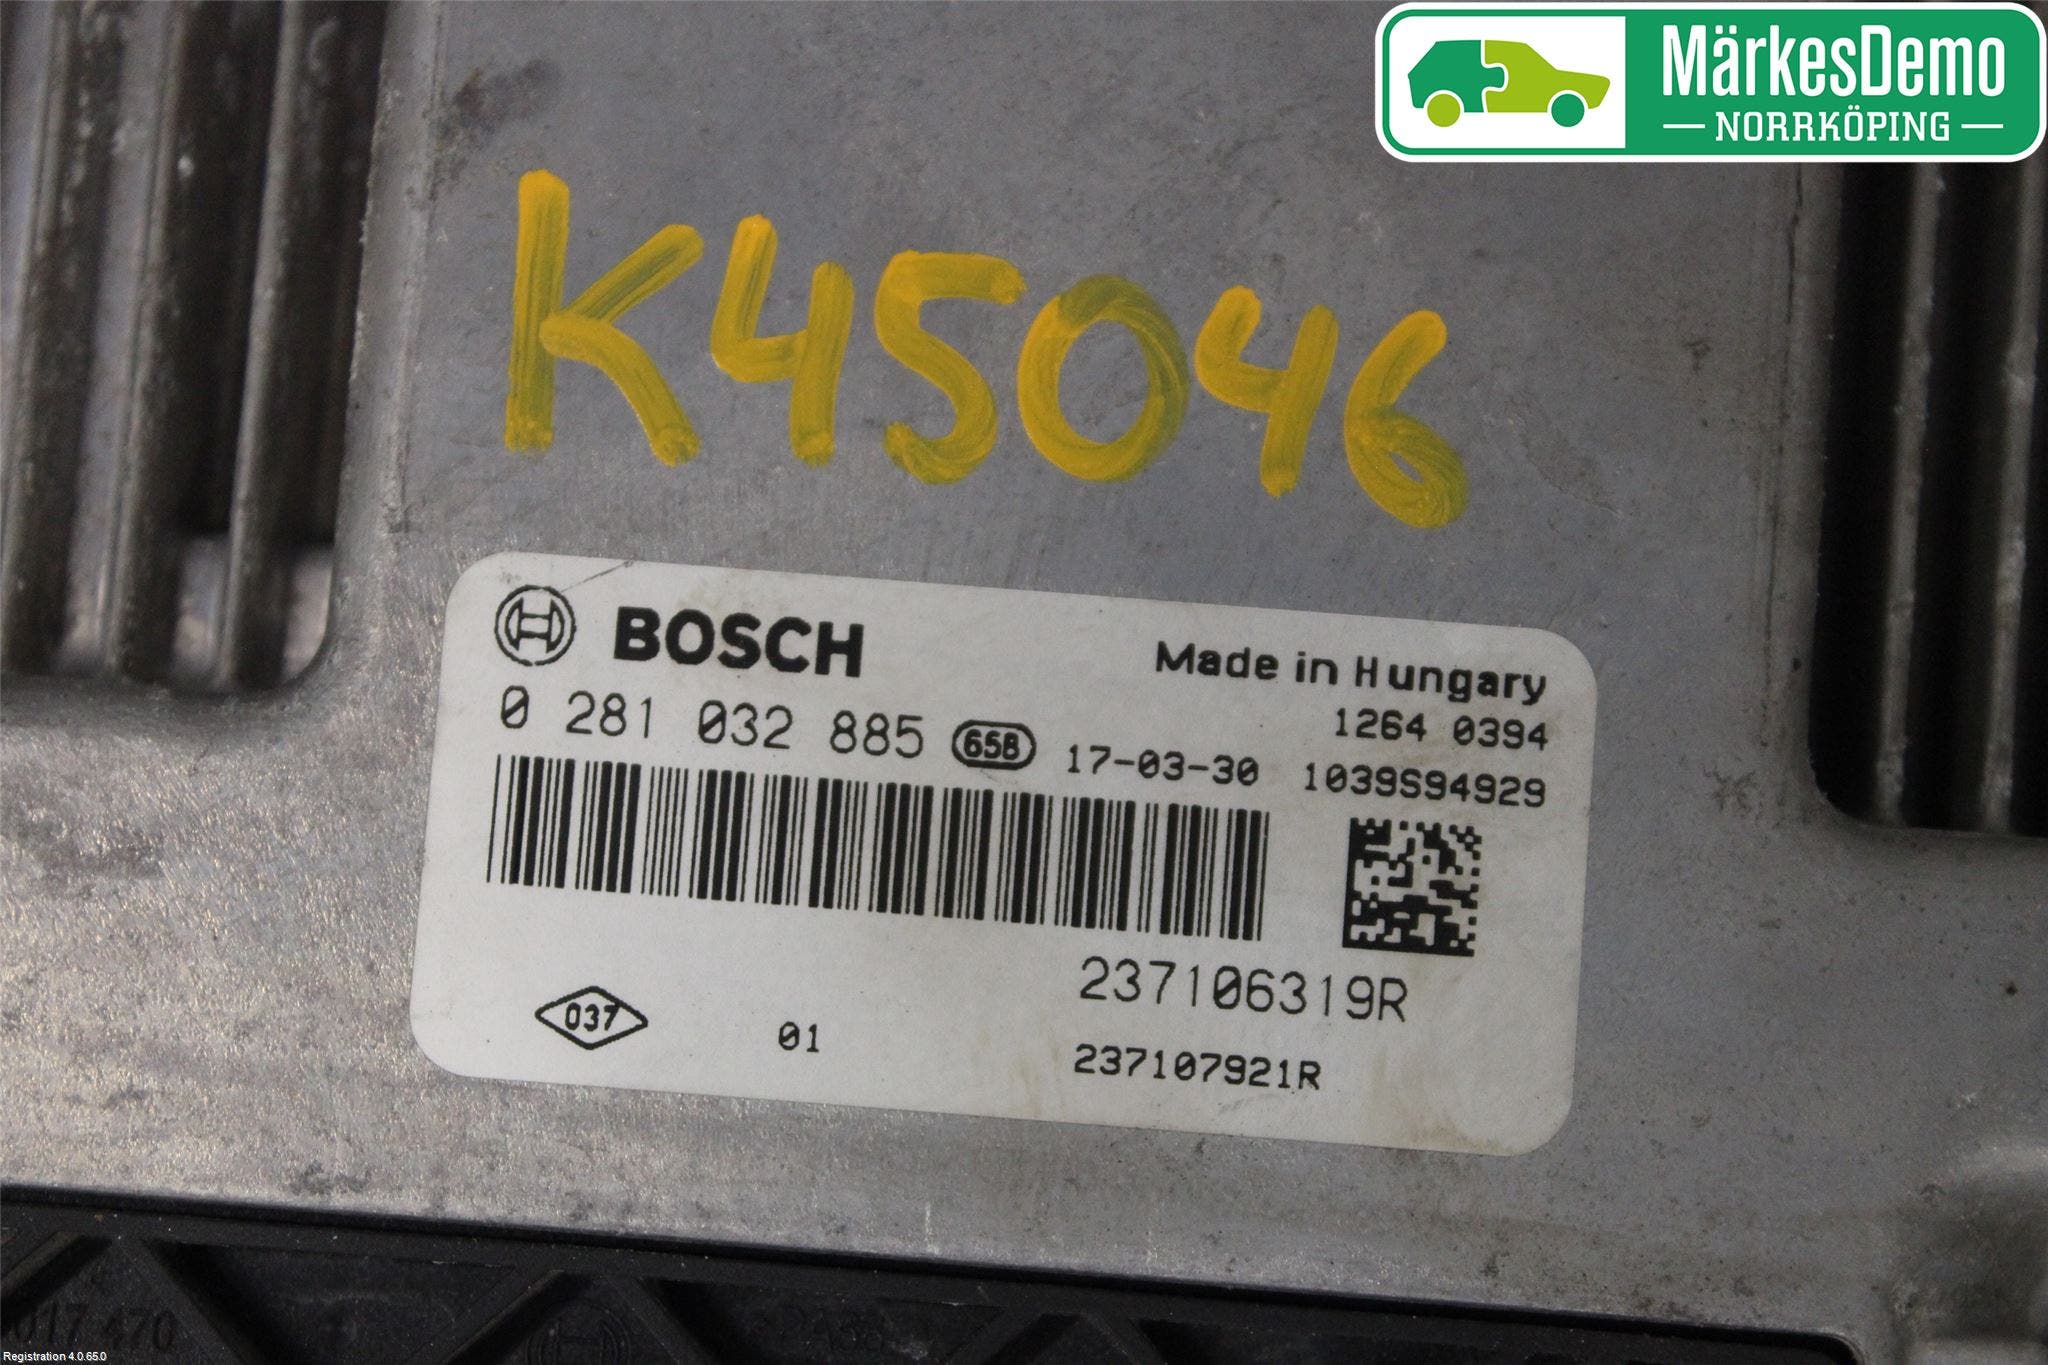 MärkesDemo
NORRKÖPING
K45046
BOSCH
Made in Hungary
0 281 032 885 65B 17-03-30
1264 0394
1039S94929
237106319R
037 01
237107921R
Registration 4.0.65.0